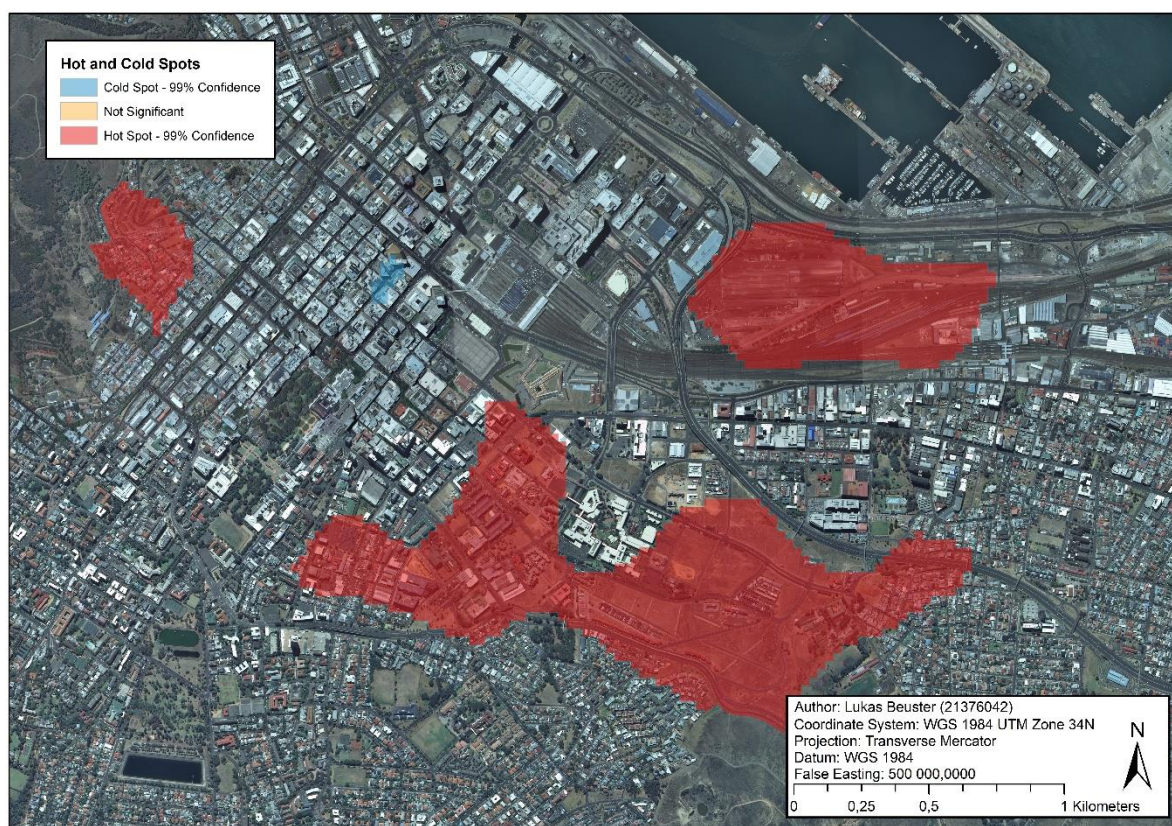 Hot and Cold Spots
Cold Spot - 99% Confidence
Not Significant
Hot Spot - 99% Confidence
Author: Lukas Beuster (21376042)
Coordinate System: WGS 1984 UTM Zone 34N
Projection: Transverse Mercator
Datum: WGS 1984
False Easting: 500 000,0000
N
0 0,25 0,5 1 Kilometers